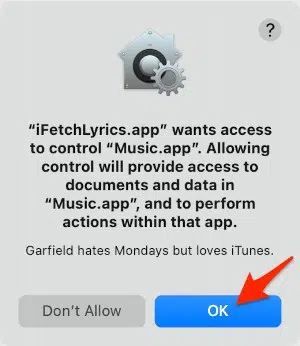 ?
“iFetchLyrics.app” wants access
to control “Music.app”. Allowing
control will provide access to
documents and data in
“Music.app”, and to perform
actions within that app.
Garfield hates Mondays but loves iTunes.
Don’t Allow
OK